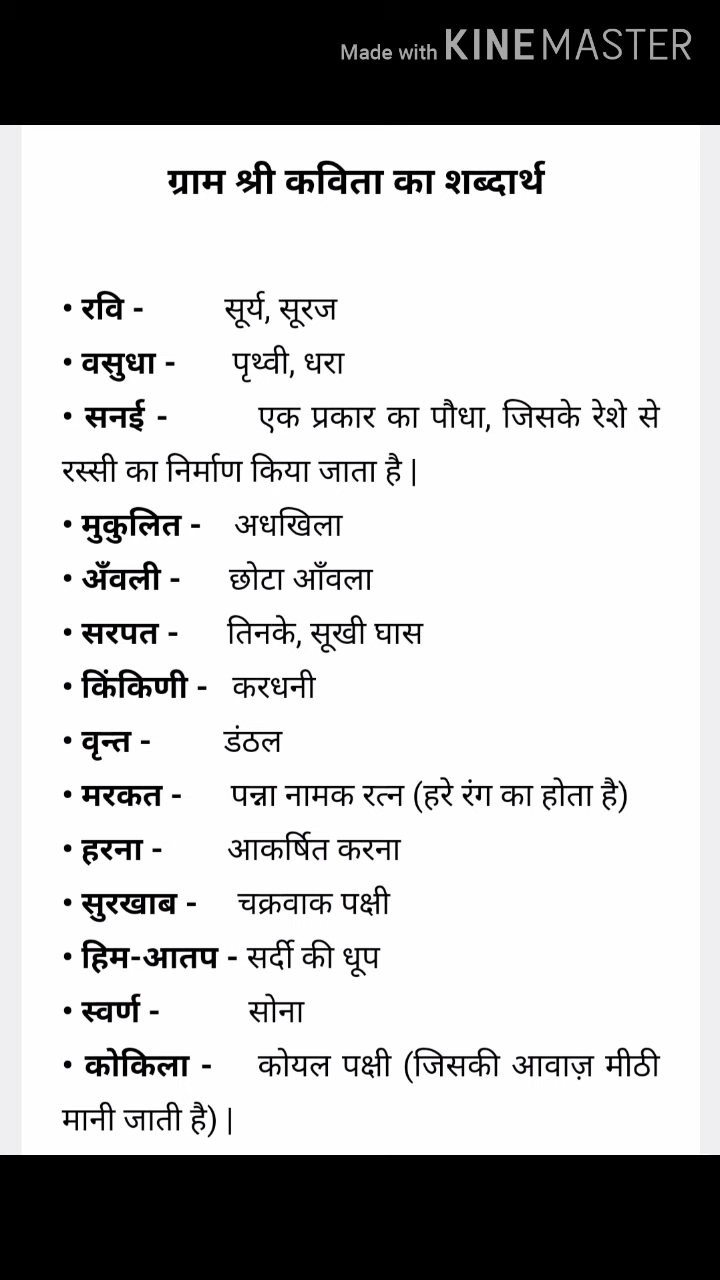 Made with KINEMASTER
ग्राम श्री कविता का शब्दार्थ
• रवि - सूर्य, सूरज
• वसुधा - पृथ्वी, धरा
• सनई - एक प्रकार का पौधा, जिसके रेशे से
रस्सी का निर्माण किया जाता है |
• मुकुलित - अधखिला
• अँवली - छोटा आँवला
• सरपत - तिनके, सूखी घास
• किंकिणी - करधनी
• वृन्त - डंठल
• मरकत - पन्ना नामक रत्न (हरे रंग का होता है)
• हरना - आकर्षित करना
• सुरखाब - चक्रवाक पक्षी
• हिम-आतप - सर्दी की धूप
• स्वर्ण - सोना
• कोकिला - कोयल पक्षी (जिसकी आवाज़ मीठी
मानी जाती है) |